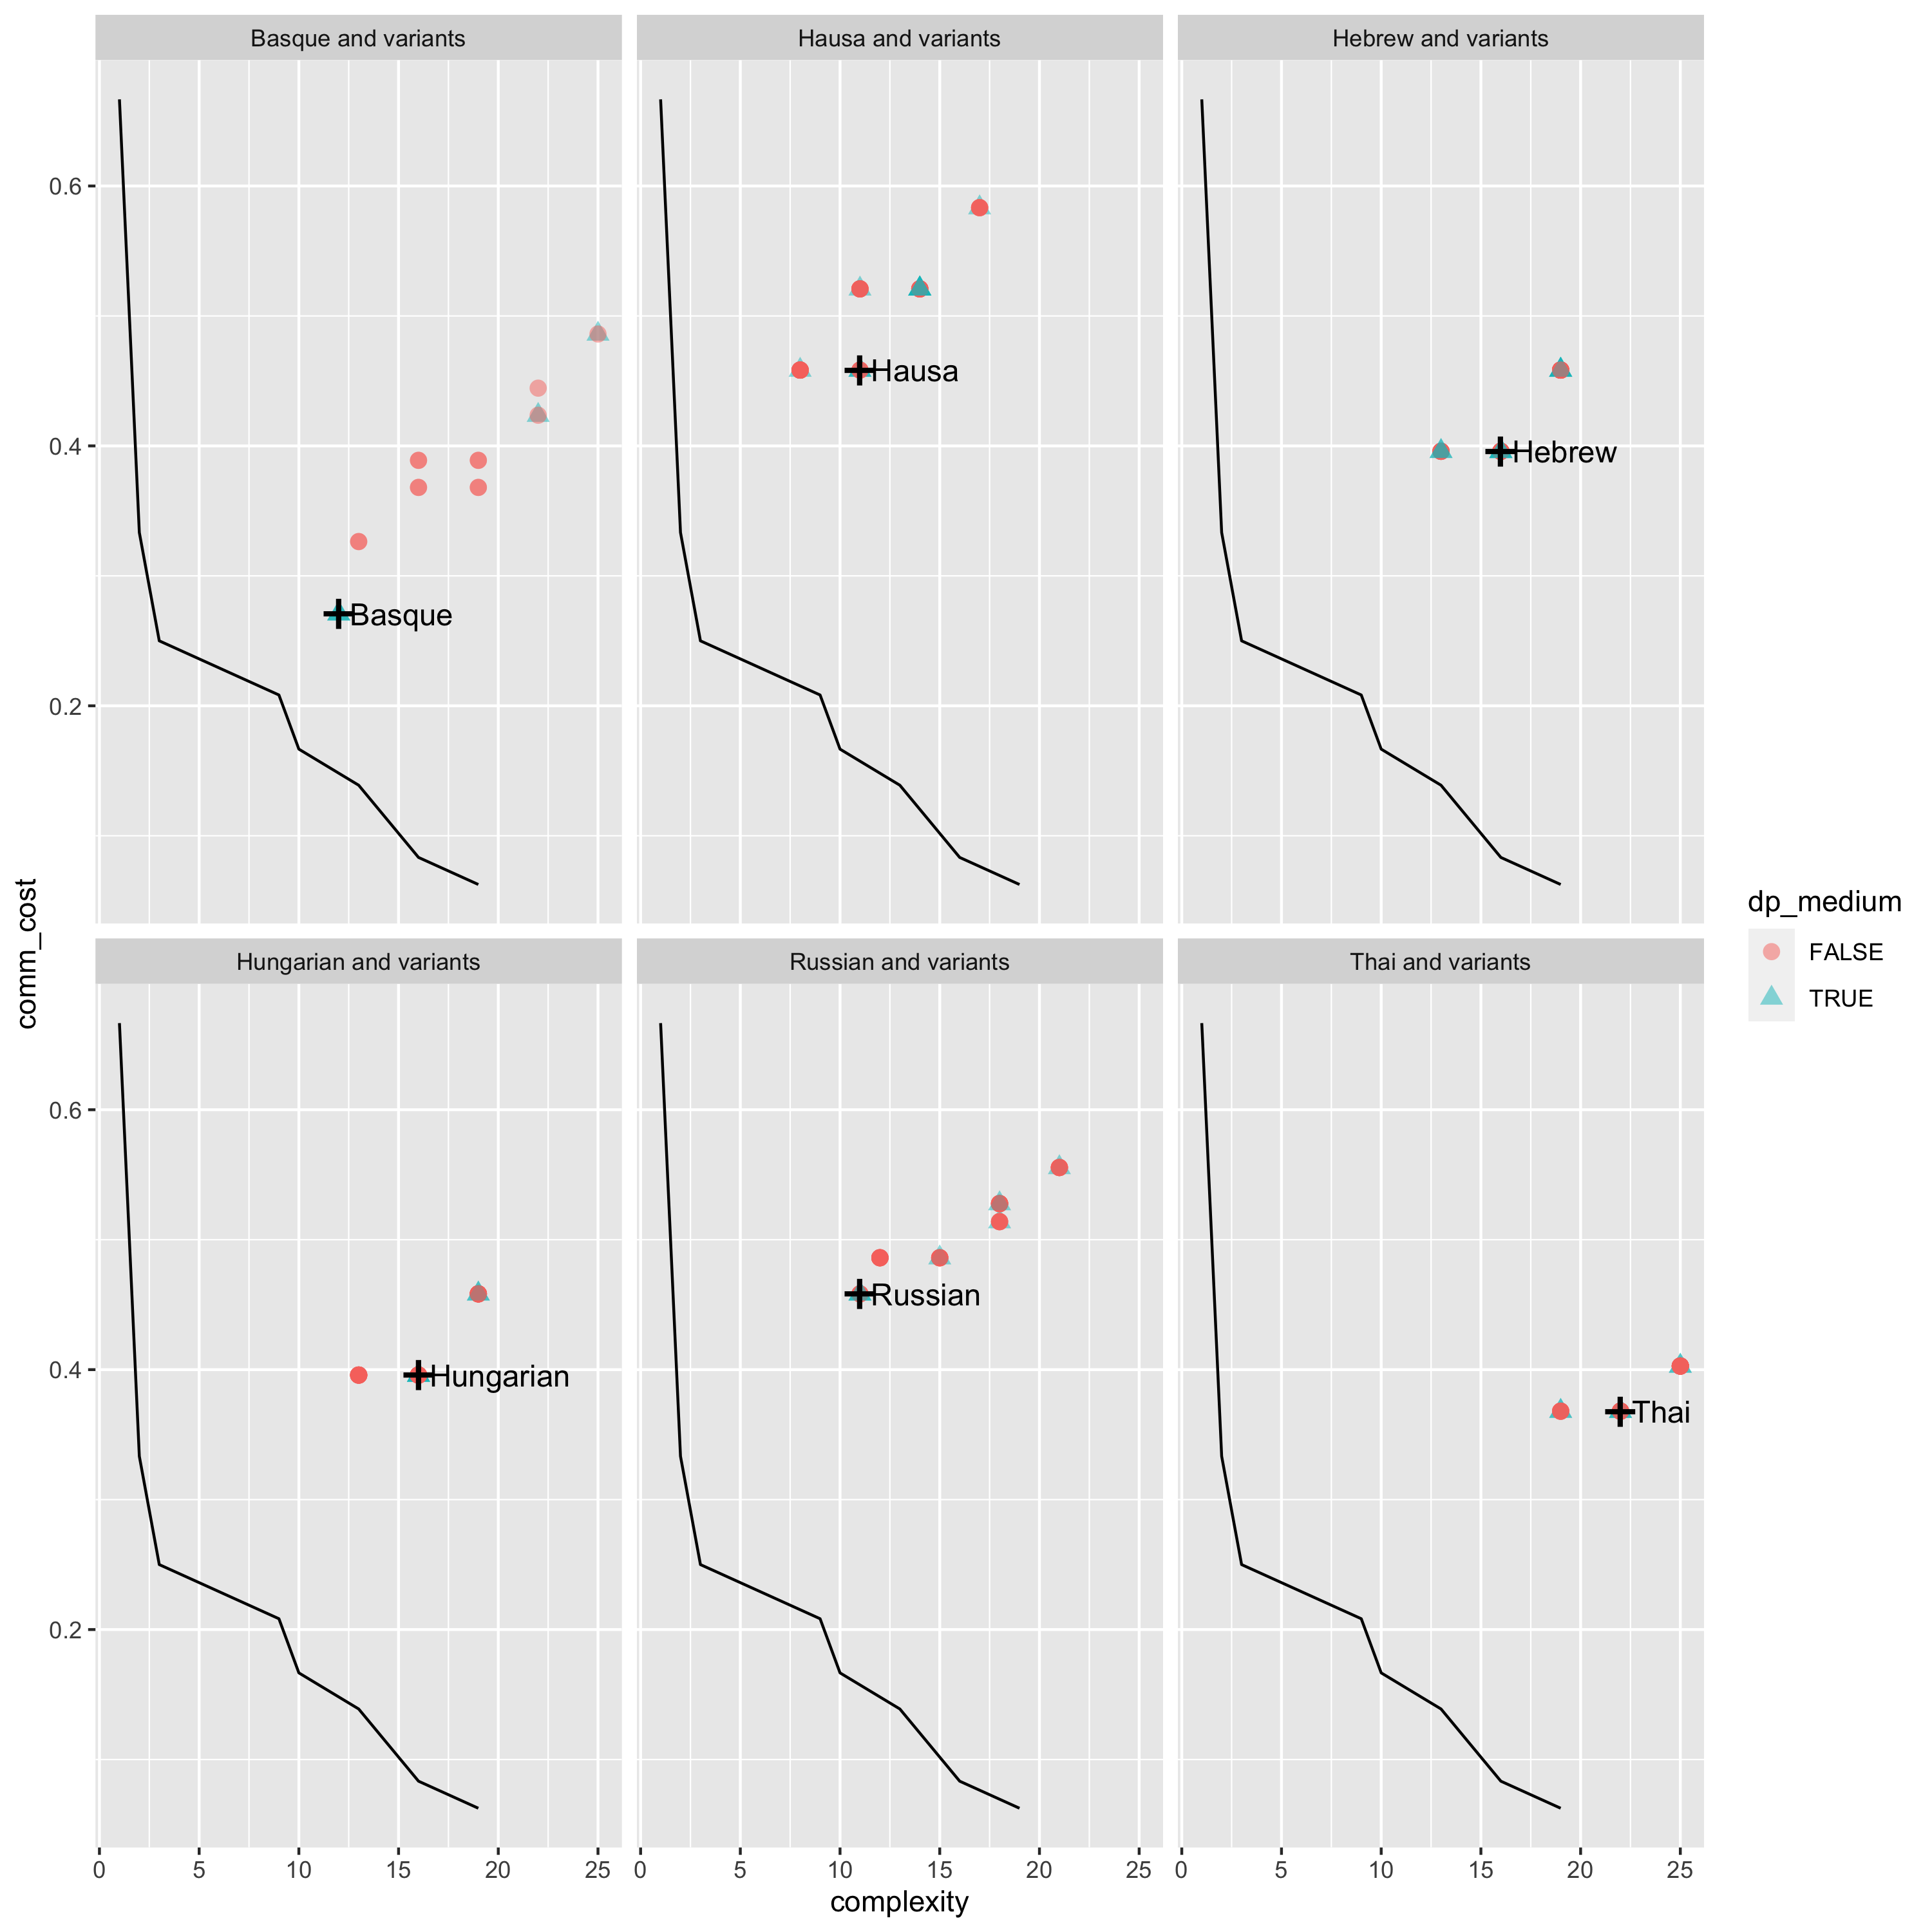 Basque and variants
Hausa and variants
Hebrew and variants
0.6
0.4
0.2
Basque
Hausa
Hebrew
comm_cost
Hungarian and variants
Russian and variants
Thai and variants
0.6
0.4
0.2
Hungarian
Russian
Thai
0 5 10 15 20 25
0 5 10 15 20 25
0 5 10 15 20 25
complexity
dp_medium
FALSE
TRUE